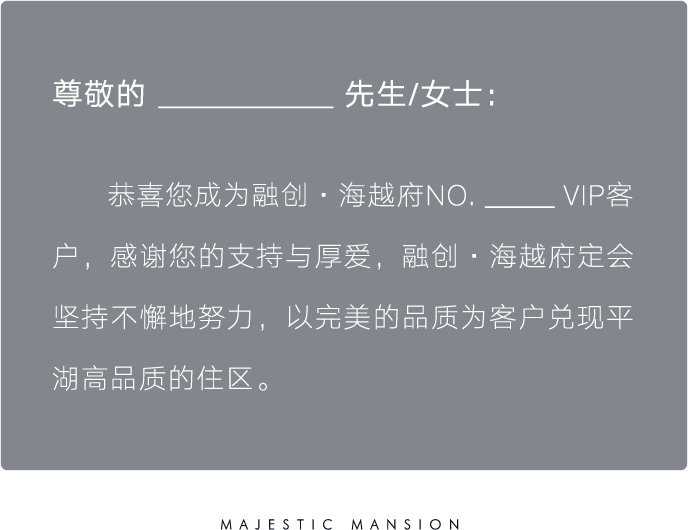 尊敬的 ____________ 先生/女士：
恭喜您成为融创·海越府NO. _____ VIP客
户，感谢您的支持与厚爱，融创·海越府定会
坚持不懈地努力，以完美的品质为客户兑现平
湖高品质的住区。
MAJESTIC MANSION